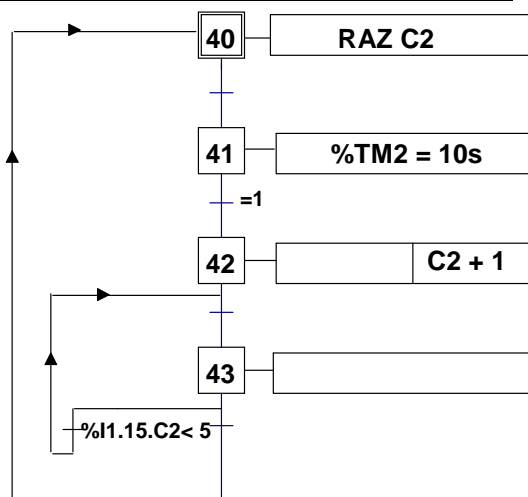 40 RAZ C2
41 %TM2 = 10s
=1
42 C2 + 1
43
%I1.15.C2< 5